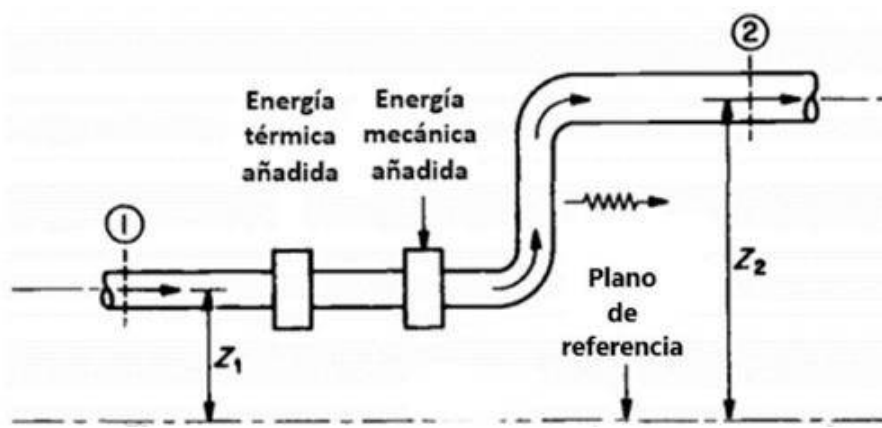 ②
Energía
térmica
añadida
Energía
mecánica
añadida
①
Z₁
Plano
de
referencia
Z₂